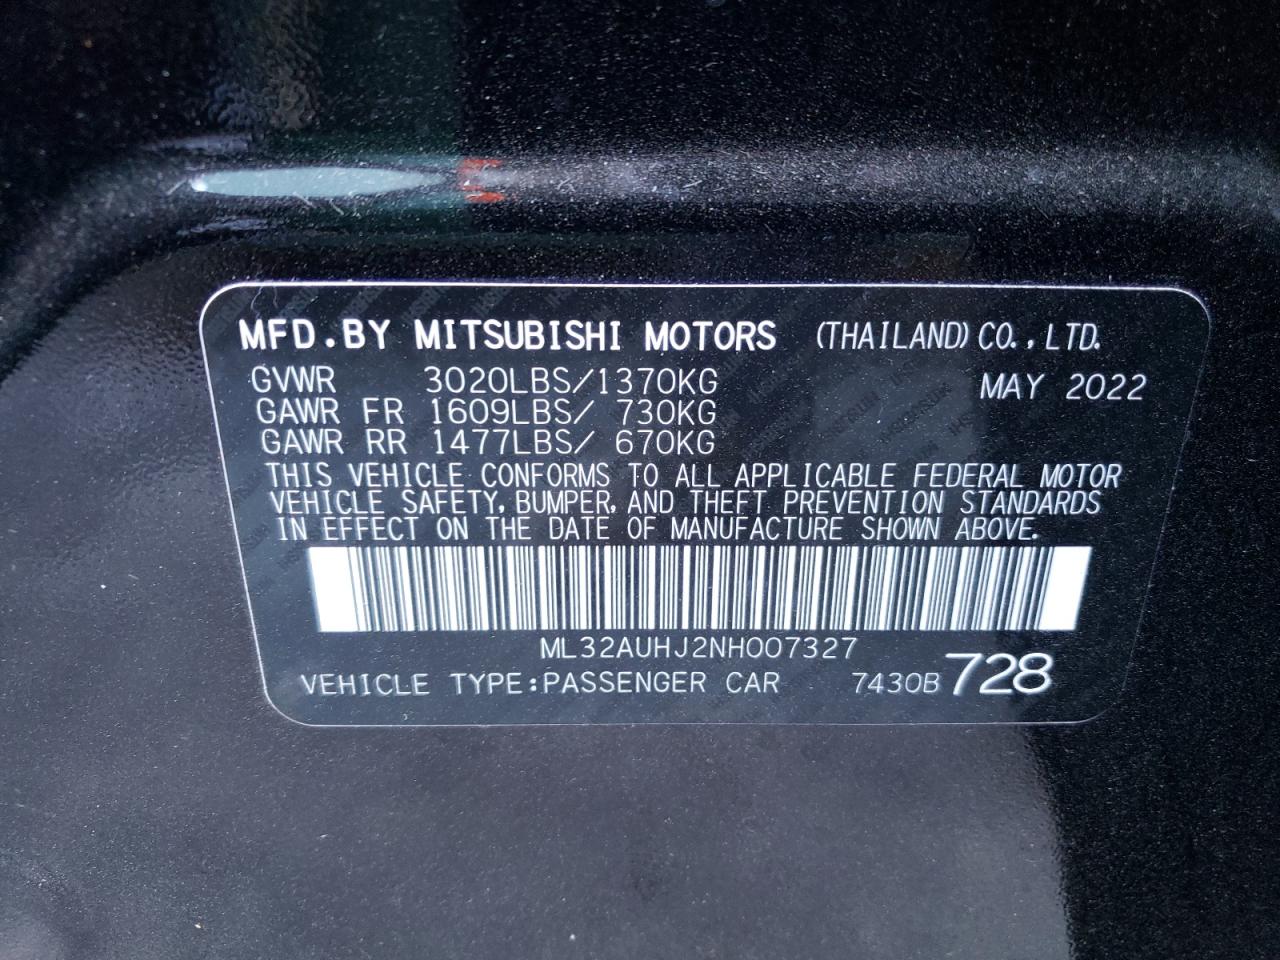 MFD.BY MITSUBISHI MOTORS (THAILAND) CO., LTD.
GVWR 3020LBS/1370KG MAY 2022
GAWR FR 1609LBS/ 730KG
GAWR RR 1477LBS/ 670KG
THIS VEHICLE CONFORMS TO ALL APPLICABLE FEDERAL MOTOR
VEHICLE SAFETY, BUMPER, AND THEFT PREVENTION STANDARDS
IN EFFECT ON THE DATE OF MANUFACTURE SHOWN ABOVE.
ML32AUHJ2NH007327
VEHICLE TYPE:PASSENGER CAR 7430B 728